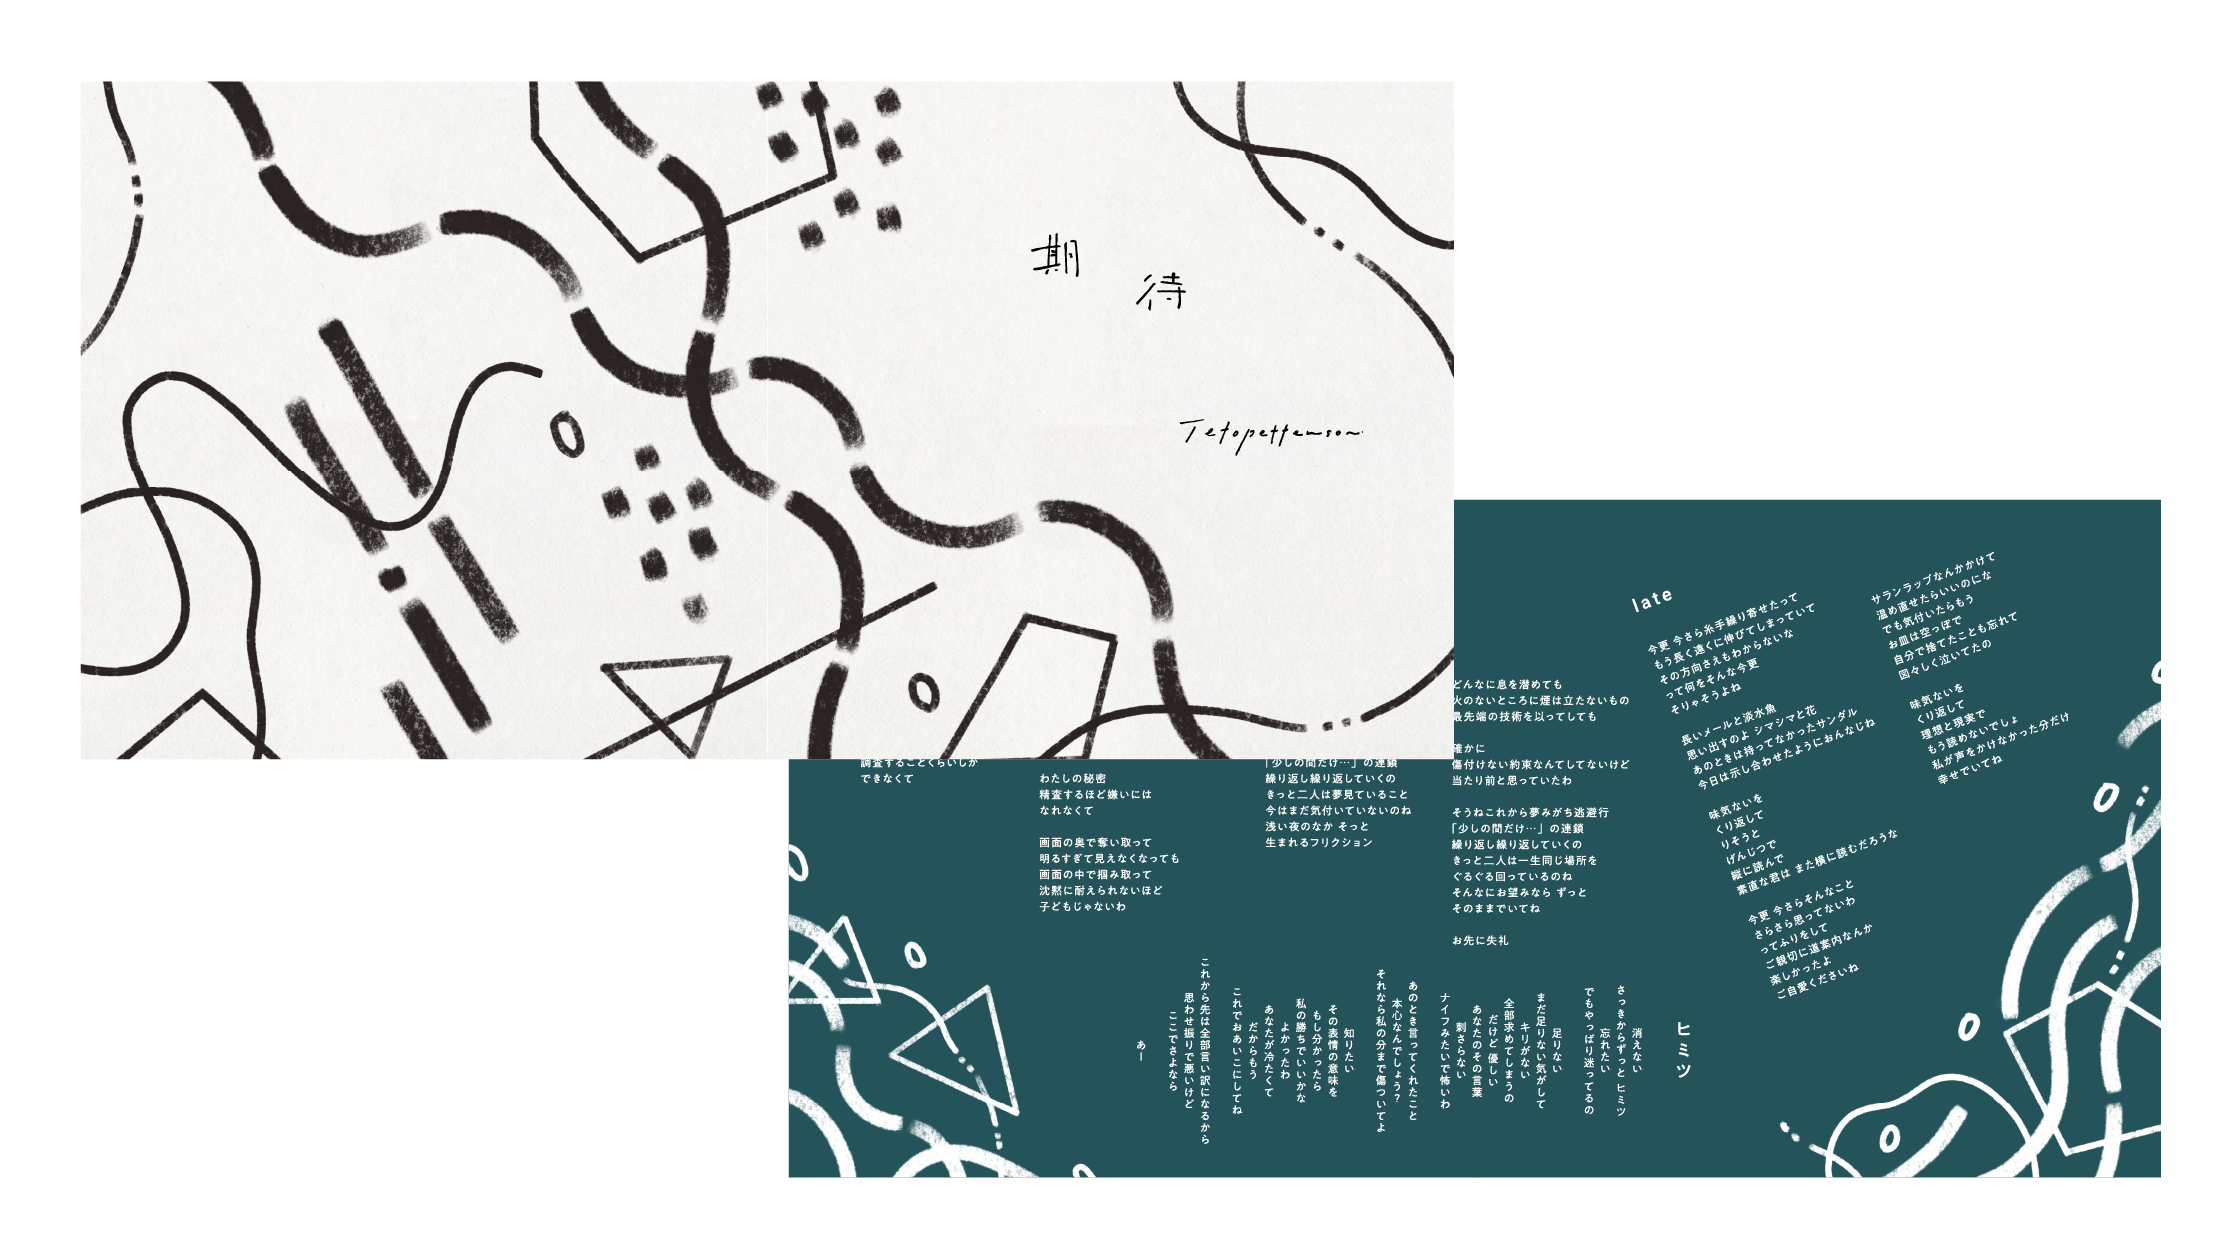 期
待
Tetopettenson
調査することくらいしか
できなくて
わたしの秘密
精査するほど嫌いには
なれなくて
画面の奥で奪い取って
明るすぎて見えなくなっても
画面の中で掴み取って
沈黙に耐えられないほど
子どもじゃないわ
「少しの間だけ…」の連鎖
繰り返し繰り返していくの
きっと二人は夢見ていること
今はまだ気付いていないのね
浅い夜のなか そっと
生まれるフリクション
どんなに息を潜めても
火のないところに煙は立たないもの
最先端の技術を以ってしても
確かに
傷付けない約束なんてしてないけど
当たり前と思っていたわ
そうねこれから夢みがち逃避行
「少しの間だけ…」の連鎖
繰り返し繰り返していくの
きっと二人は一生同じ場所を
ぐるぐる回っているのね
そんなにお望みなら ずっと
そのままでいてね
お先に失礼
late
今更 今さら糸手繰り寄せたって
もう長く遠くに伸びてしまっていて
その方向さえもわからないな
って何をそんな今更
そりゃそうよね
長いメールと淡水魚
思い出すのよ シマシマと花
あのときは持ってなかったサンダル
今日は示し合わせたようにおんなじね
味気ないを
くり返して
りそうと
げんじつで
縦に読んで
素直な君は また横に読むだろうな
今更 今さらそんなこと
さらさら思ってないわ
ってふりをして
ご親切に道案内なんか
楽しかったよ
ご自愛くださいね
サランラップなんかかけて
温め直せたらいいのにな
でも気付いたらもう
お皿は空っぽで
自分で捨てたことも忘れて
図々しく泣いてたの
味気ないを
くり返して
理想と現実で
もう読めないでしょ
私が声をかけなかった分だけ
幸せでいてね
ヒミツ
消えない
さっきからずっと ヒミツ
忘れたい
でもやっぱり迷ってるの
足りない
まだ足りない気がして
キリがない
全部求めてしまうの
だけど 優しい
あなたのその言葉
刺さらない
ナイフみたいで怖いわ
あのとき言ってくれたこと
本心なんでしょう?
それなら私の分まで傷ついてよ
知りたい
その表情の意味を
もし分かったら
私の勝ちでいいかな
よかったわ
あなたが冷たくて
だからもう
これでおあいこにしてね
これから先は全部言い訳になるから
思わせ振りで悪いけど
ここでさよなら
あー